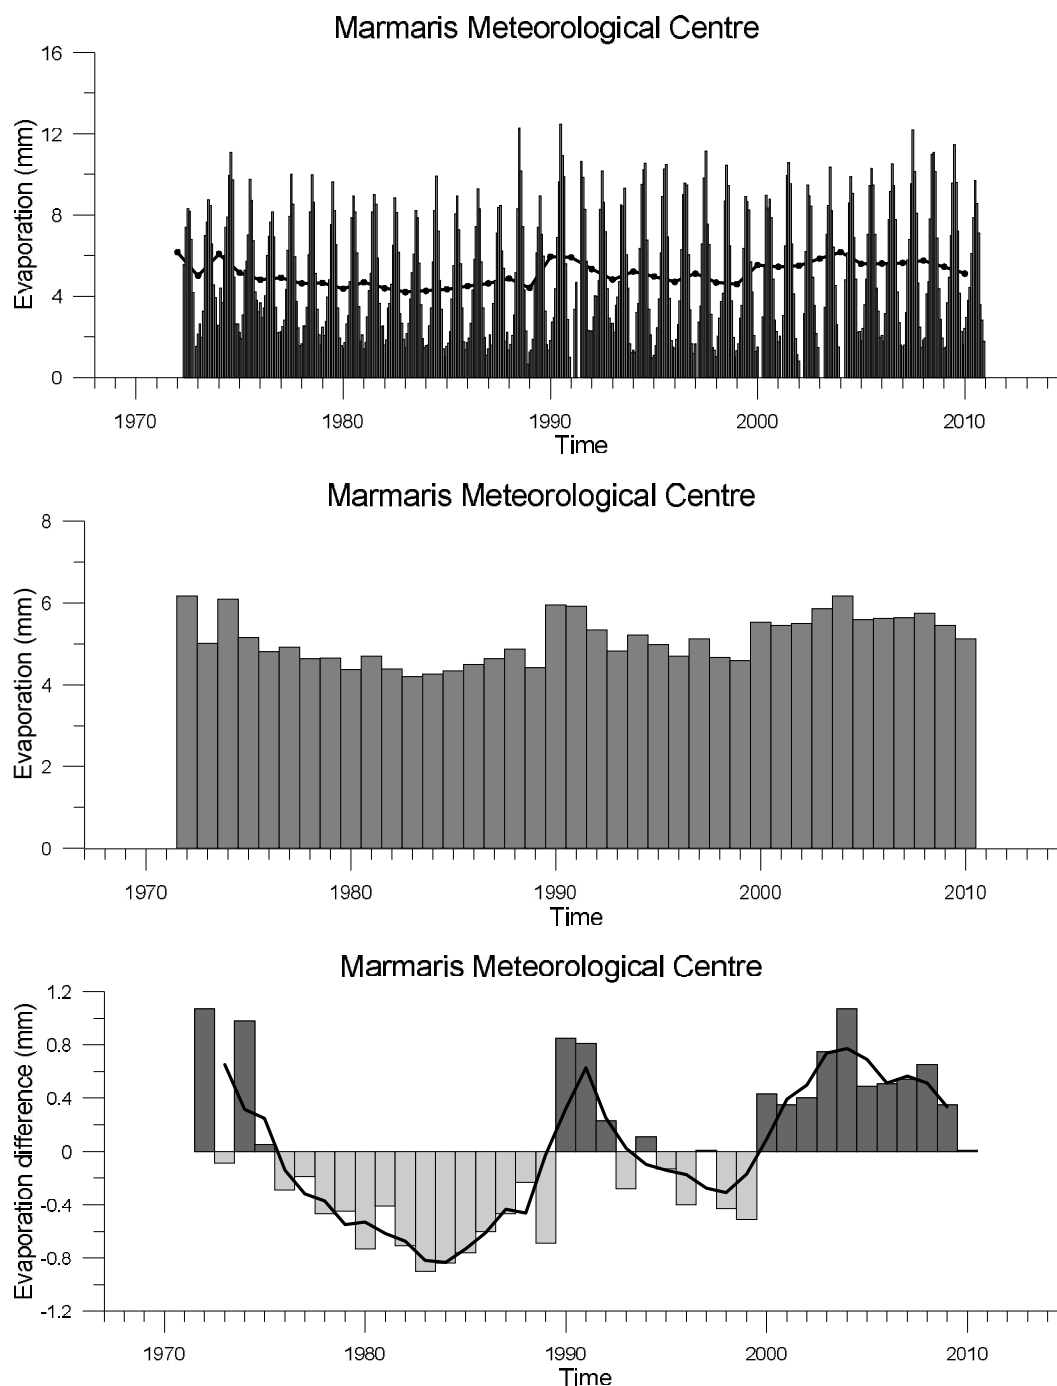 Marmaris Meteorological Centre
16
12
8
4
0
Evaporation (mm)
1970 1980 1990 2000 2010
Time
Marmaris Meteorological Centre
8
6
4
2
0
Evaporation (mm)
1970 1980 1990 2000 2010
Time
Marmaris Meteorological Centre
1.2
0.8
0.4
0
-0.4
-0.8
-1.2
Evaporation difference (mm)
1970 1980 1990 2000 2010
Time